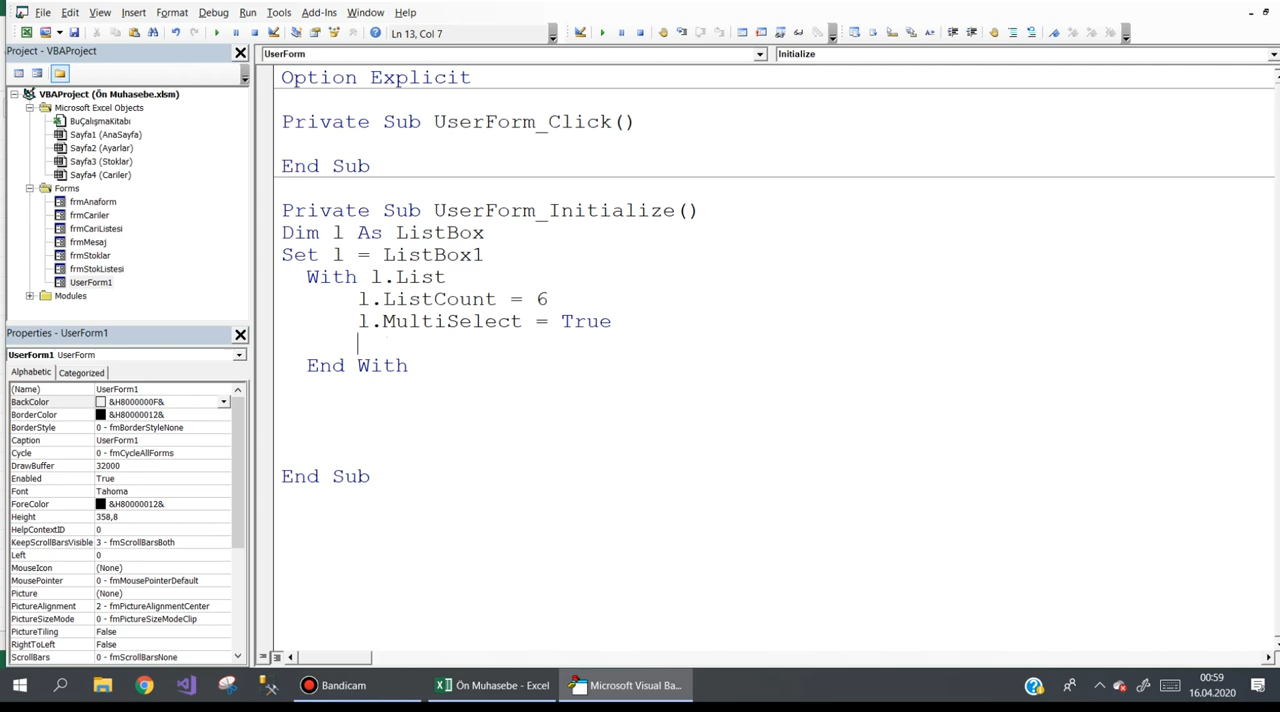 File Edit View Insert Format Debug Run Tools Add-Ins Window Help
Ln 13, Col 7
Project - VBAProject
UserForm
Initialize
VBAProject (Ön Muhasebe.xlsm)
Microsoft Excel Objects
BuÇalışmaKitabı
Sayfa1 (AnaSayfa)
Sayfa2 (Ayarlar)
Sayfa3 (Stoklar)
Sayfa4 (Cariler)
Forms
frmAnaform
frmCariler
frmCariListesi
frmMesaj
frmStoklar
frmStokListesi
UserForm1
Modules
Properties - UserForm1
UserForm1 UserForm
Alphabetic Categorized
(Name) UserForm1
BackColor &H8000000F&
BorderColor &H80000012&
BorderStyle 0 - fmBorderStyleNone
Caption UserForm1
Cycle 0 - fmCycleAllForms
DrawBuffer 32000
Enabled True
Font Tahoma
ForeColor &H80000012&
Height 358,8
HelpContextID 0
KeepScrollBarsVisible 3 - fmScrollBarsBoth
Left 0
MouseIcon (None)
MousePointer 0 - fmMousePointerDefault
Picture (None)
PictureAlignment 2 - fmPictureAlignmentCenter
PictureSizeMode 0 - fmPictureSizeModeClip
PictureTiling False
RightToLeft False
ScrollBars 0 - fmScrollBarsNone
Option Explicit
Private Sub UserForm_Click()
End Sub
Private Sub UserForm_Initialize()
Dim l As ListBox
Set l = ListBox1
With l.List
l.ListCount = 6
l.MultiSelect = True
End With
End Sub
Bandicam
Ön Muhasebe - Excel
Microsoft Visual Ba...
00:59
16.04.2020